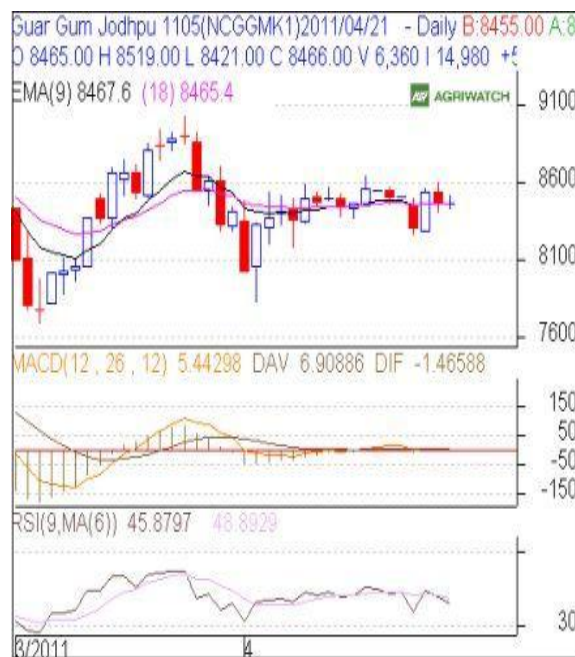 Guar Gum Jodhpu 1105(NCGGMK1)2011/04/21 - Daily B:8455.00 A:8
O 8465.00 H 8519.00 L 8421.00 C 8466.00 V 6,360 I 14,980 +5
EMA(9) 8467.6 (18) 8465.4
AW AGRIWATCH
9100
8600
8100
7600
MACD(12 , 26 , 12) 5.44298 DAV 6.90886 DIF -1.46588
150
50
-50
-150
RSI(9,MA(6)) 45.8797 48.8929
30
3/2011 4